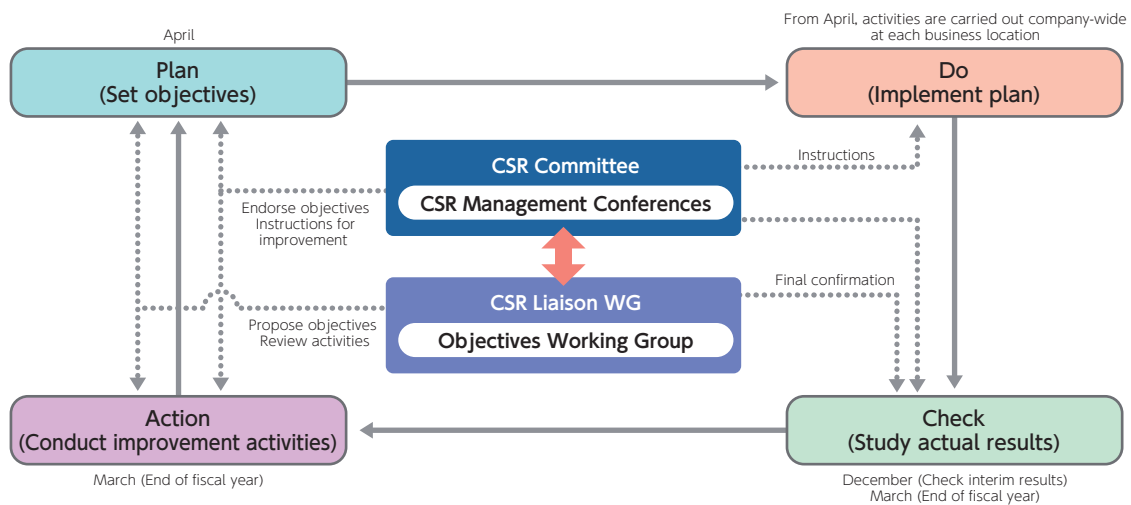 April
Plan
(Set objectives)
From April, activities are carried out company-wide
at each business location
Do
(Implement plan)
CSR Committee
CSR Management Conferences
Instructions
Endorse objectives
Instructions for
improvement
CSR Liaison WG
Objectives Working Group
Final confirmation
Propose objectives
Review activities
Action
(Conduct improvement activities)
March (End of fiscal year)
Check
(Study actual results)
December (Check interim results)
March (End of fiscal year)